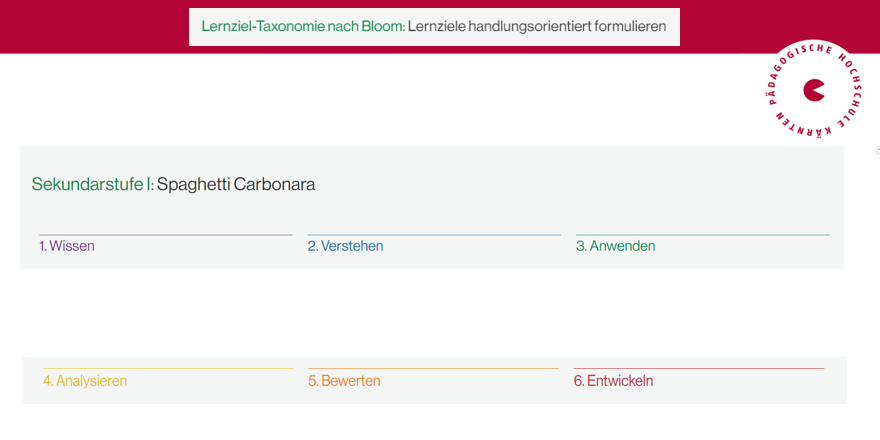 Lernziel-Taxonomie nach Bloom: Lernziele handlungsorientiert formulieren
PÄDAGOGISCHE HOCHSCHULE KÄRNTEN
Sekundarstufe I: Spaghetti Carbonara
1. Wissen
2. Verstehen
3. Anwenden
4. Analysieren
5. Bewerten
6. Entwickeln